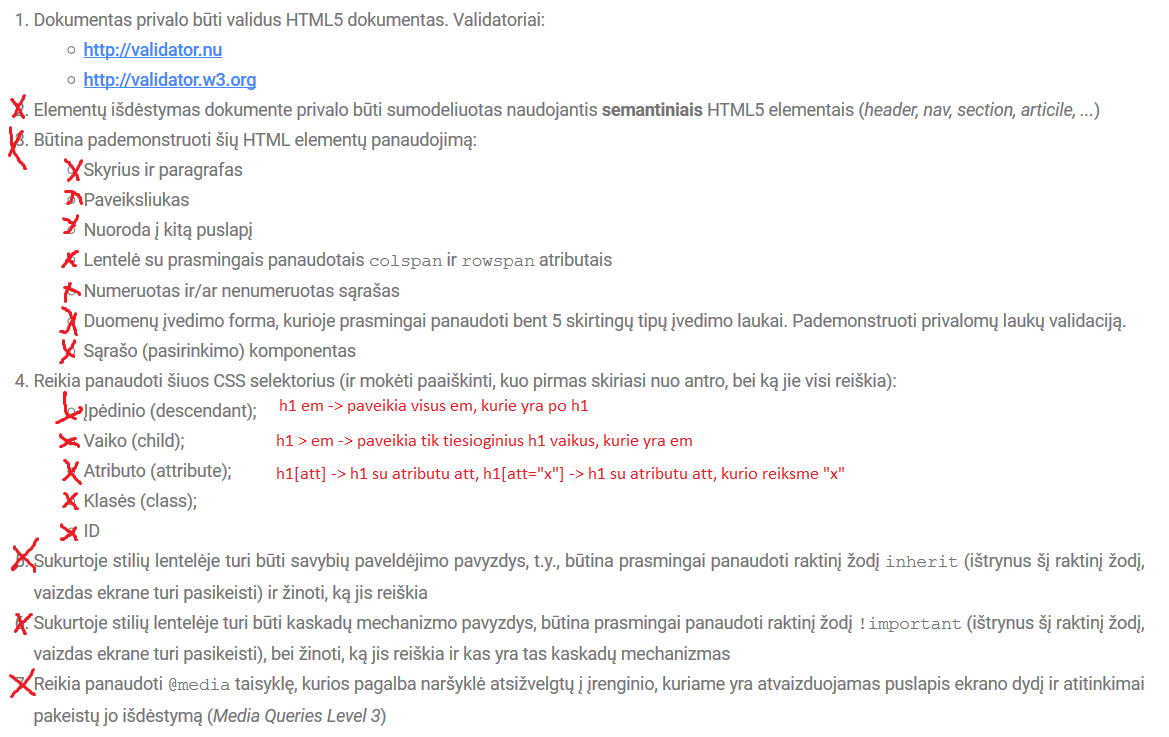 1. Dokumentas privalo būti validus HTML5 dokumentas. Validatoriai:
http://validator.nu
http://validator.w3.org
2. Elementų išdėstymas dokumente privalo būti sumodeliuotas naudojantis semantiniais HTML5 elementais (header, nav, section, articile, ...)
3. Būtina pademonstruoti šių HTML elementų panaudojimą:
Skyrius ir paragrafas
Paveiksliukas
Nuoroda į kitą puslapį
Lentelė su prasmingais panaudotais colspan ir rowspan atributais
Numeruotas ir/ar nenumeruotas sąrašas
Duomenų įvedimo forma, kurioje prasmingai panaudoti bent 5 skirtingų tipų įvedimo laukai. Pademonstruoti privalomų laukų validaciją.
Sąrašo (pasirinkimo) komponentas
4. Reikia panaudoti šiuos CSS selektorius (ir mokėti paaiškinti, kuo pirmas skiriasi nuo antro, bei ką jie visi reiškia):
Įpėdinio (descendant); h1 em -> paveikia visus em, kurie yra po h1
Vaiko (child); h1 > em -> paveikia tik tiesioginius h1 vaikus, kurie yra em
Atributo (attribute); h1[att] -> h1 su atributu att, h1[att="x"] -> h1 su atributu att, kurio reiksme "x"
Klasės (class);
ID
5. Sukurtoje stilių lentelėje turi būti savybių paveldėjimo pavyzdys, t.y., būtina prasmingai panaudoti raktinį žodį inherit (ištrynus šį raktinį žodį,
vaizdas ekrane turi pasikeisti) ir žinoti, ką jis reiškia
6. Sukurtoje stilių lentelėje turi būti kaskadų mechanizmo pavyzdys, būtina prasmingai panaudoti raktinį žodį !important (ištrynus šį raktinį žodį,
vaizdas ekrane turi pasikeisti), bei žinoti, ką jis reiškia ir kas yra tas kaskadų mechanizmas
7. Reikia panaudoti @media taisyklę, kurios pagalba naršyklė atsižvelgtų į įrenginio, kuriame yra atvaizduojamas puslapis ekrano dydį ir atitinkimai
pakeistų jo išdėstymą (Media Queries Level 3)